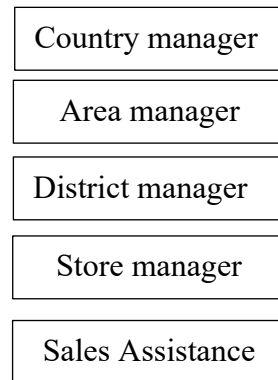 Country manager
Area manager
District manager
Store manager
Sales Assistance